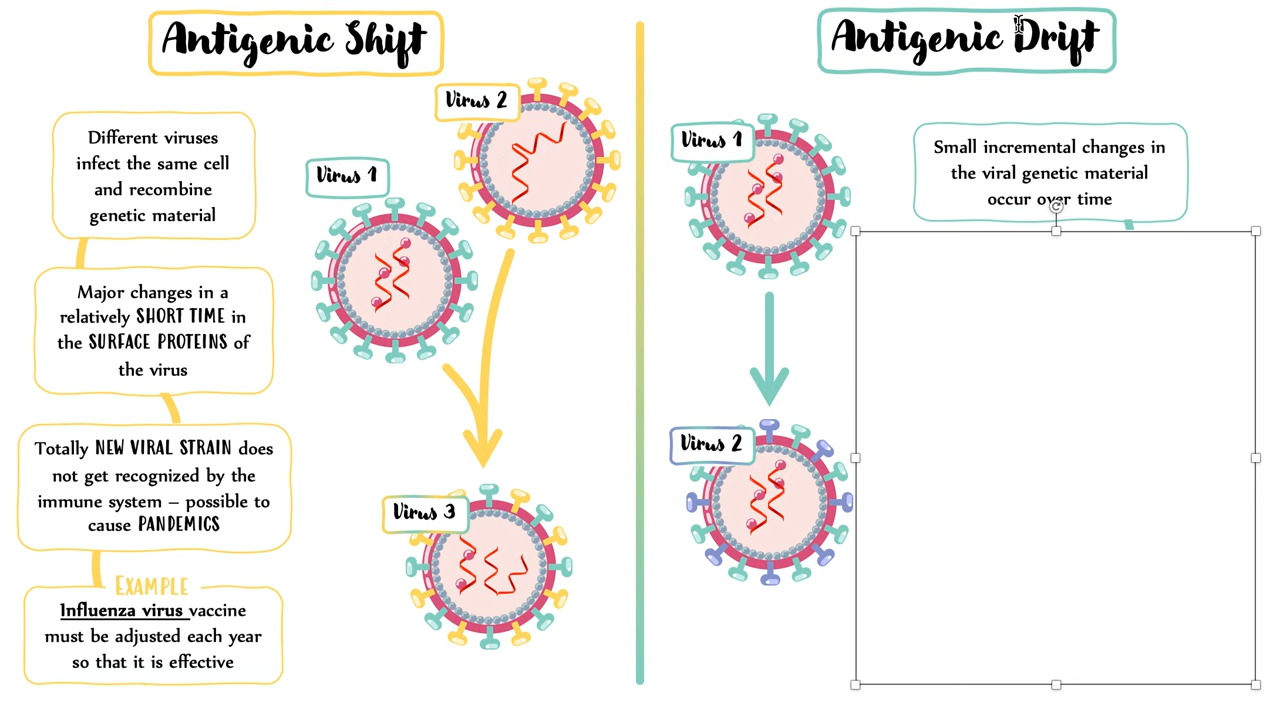 Antigenic Shift
Virus 2
Virus 1
Different viruses
infect the same cell
and recombine
genetic material
Major changes in a
relatively SHORT TIME in
the SURFACE PROTEINS of
the virus
Totally NEW VIRAL STRAIN does
not get recognized by the
immune system – possible to
cause PANDEMICS
Virus 3
EXAMPLE
Influenza virus vaccine
must be adjusted each year
so that it is effective
Antigenic Drift
Virus 1
Small incremental changes in
the viral genetic material
occur over time
Virus 2